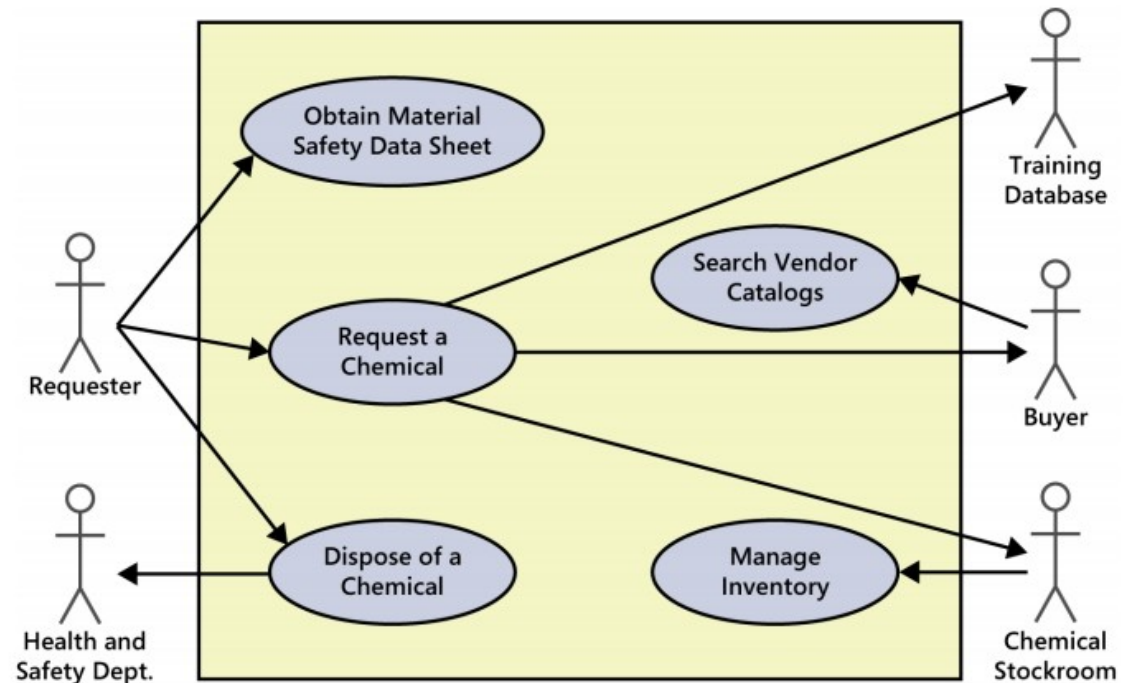 Obtain Material
Safety Data Sheet
Training
Database
Search Vendor
Catalogs
Request a
Chemical
Requester
Buyer
Dispose of a
Chemical
Manage
Inventory
Health and
Safety Dept.
Chemical
Stockroom